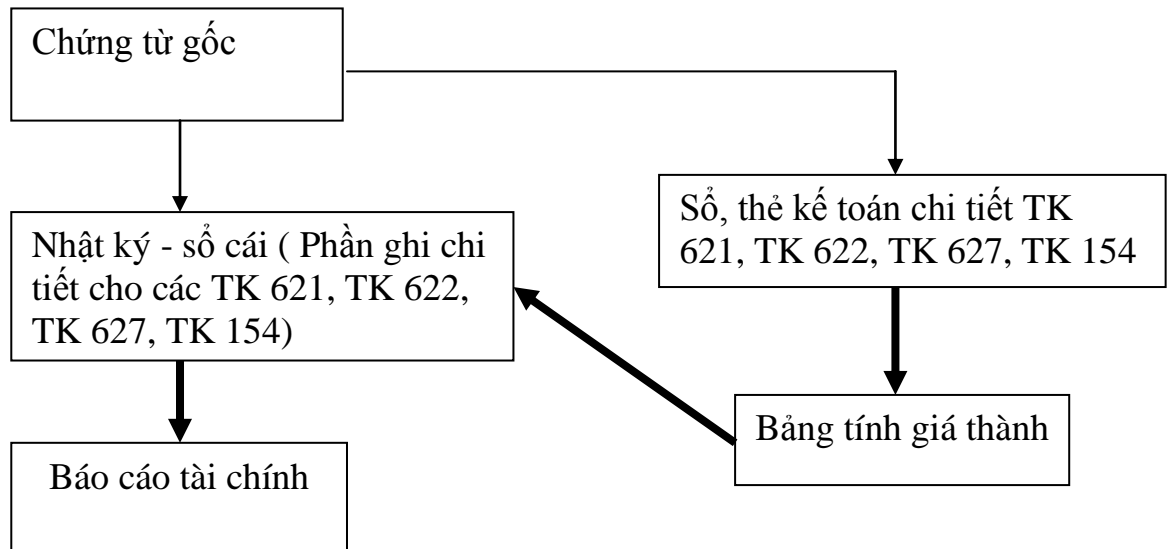 Chứng từ gốc
Sổ, thẻ kế toán chi tiết TK
621, TK 622, TK 627, TK 154
Nhật ký - sổ cái ( Phần ghi chi
tiết cho các TK 621, TK 622,
TK 627, TK 154)
Bảng tính giá thành
Báo cáo tài chính